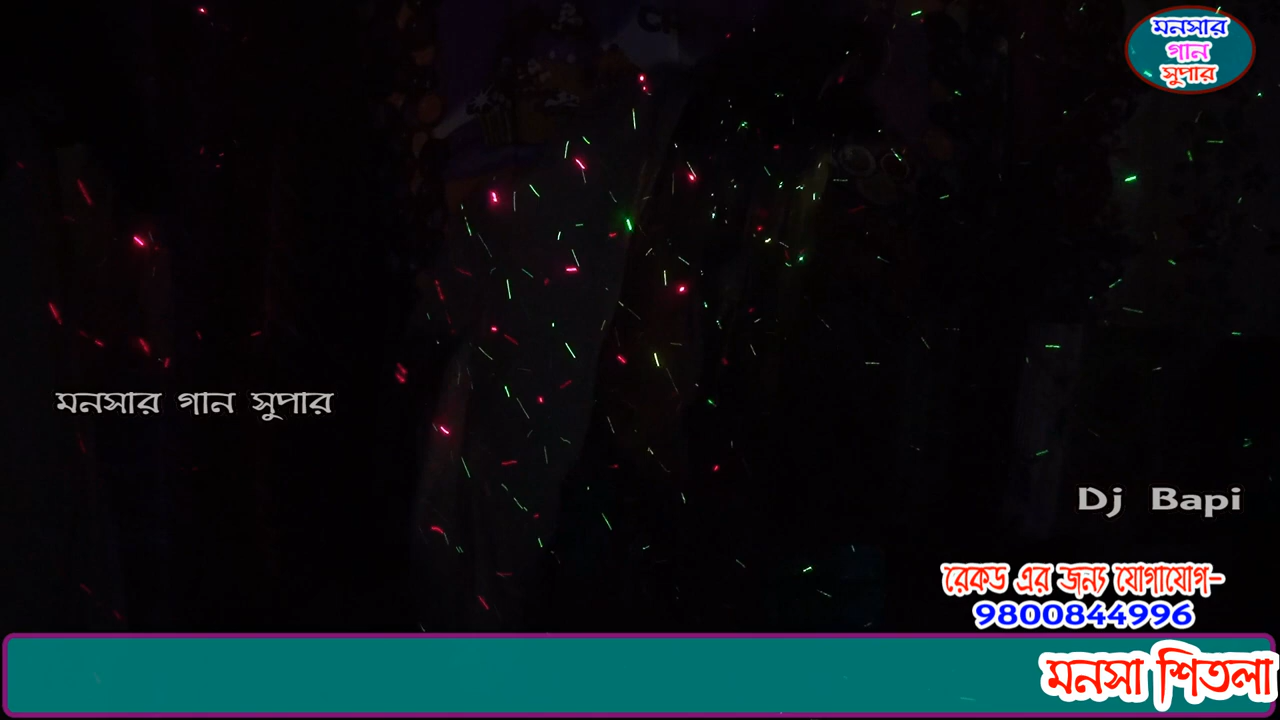 মনসার
গান
সুপার
মনসার গান সুপার
Dj Bapi
রেকড এর জন্য যোগাযোগ-
9800844996
মনসা শিতলা